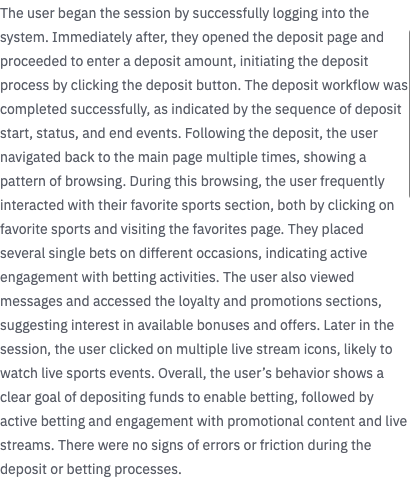 The user began the session by successfully logging into the
system. Immediately after, they opened the deposit page and
proceeded to enter a deposit amount, initiating the deposit
process by clicking the deposit button. The deposit workflow was
completed successfully, as indicated by the sequence of deposit
start, status, and end events. Following the deposit, the user
navigated back to the main page multiple times, showing a
pattern of browsing. During this browsing, the user frequently
interacted with their favorite sports section, both by clicking on
favorite sports and visiting the favorites page. They placed
several single bets on different occasions, indicating active
engagement with betting activities. The user also viewed
messages and accessed the loyalty and promotions sections,
suggesting interest in available bonuses and offers. Later in the
session, the user clicked on multiple live stream icons, likely to
watch live sports events. Overall, the user's behavior shows a
clear goal of depositing funds to enable betting, followed by
active betting and engagement with promotional content and live
streams. There were no signs of errors or friction during the
deposit or betting processes.